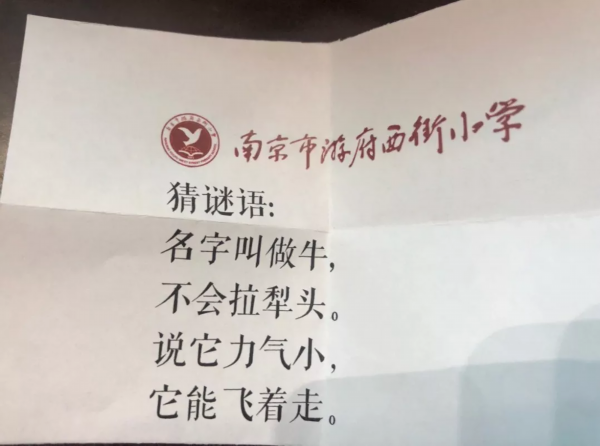 南京市游府西街小学
猜谜语:
名字叫做牛,
不会拉犁头。
说它力气小,
它能飞着走。